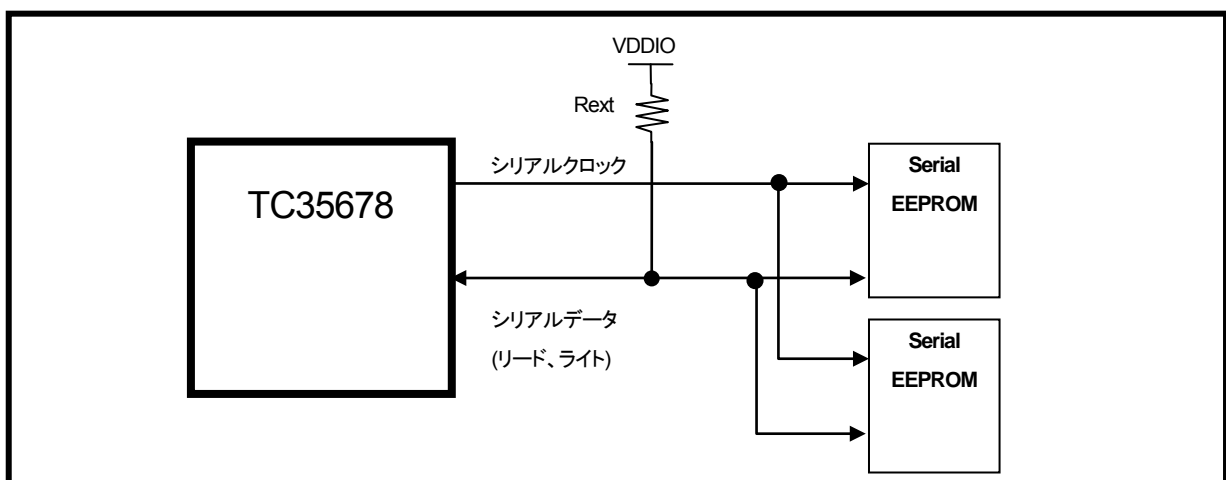 VDDIO
Rext
TC35678
シリアルクロック
Serial
EEPROM
シリアルデータ
(リード、ライト)
Serial
EEPROM